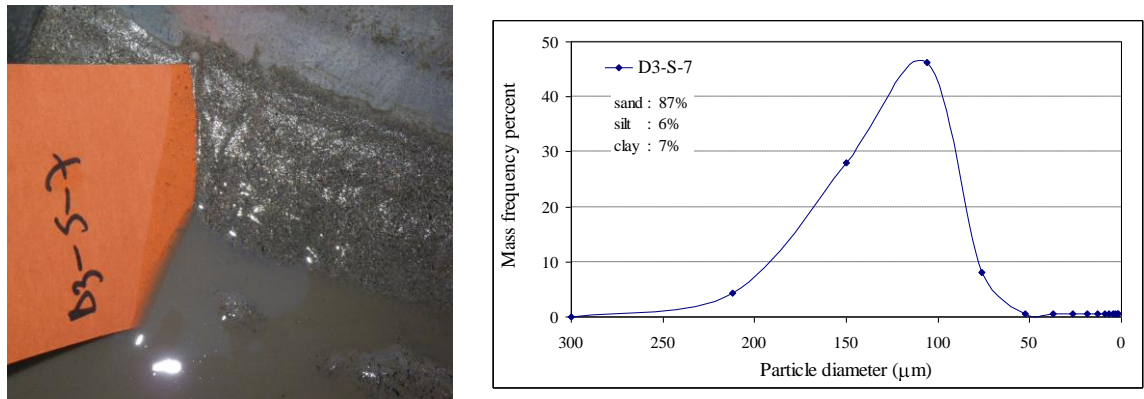 D3-S-7
50
40
30
20
10
0
300
250
200
150
100
50
0
Mass frequency percent
Particle diameter (μm)
D3-S-7
sand : 87%
silt : 6%
clay : 7%